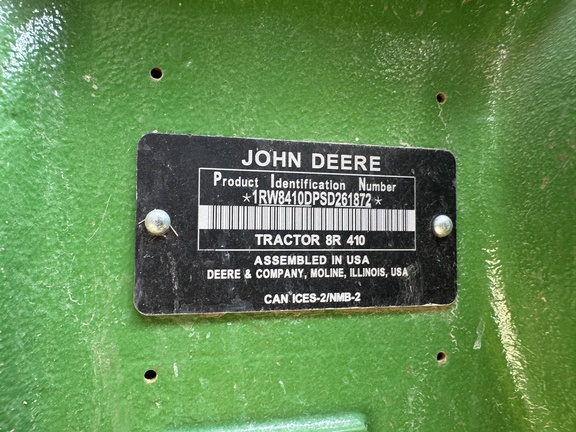 JOHN DEERE
Product Identification Number
*1RW8410DPSD261872*
TRACTOR 8R 410
ASSEMBLED IN USA
DEERE & COMPANY, MOLINE, ILLINOIS, USA
CAN ICES-2/NMB-2